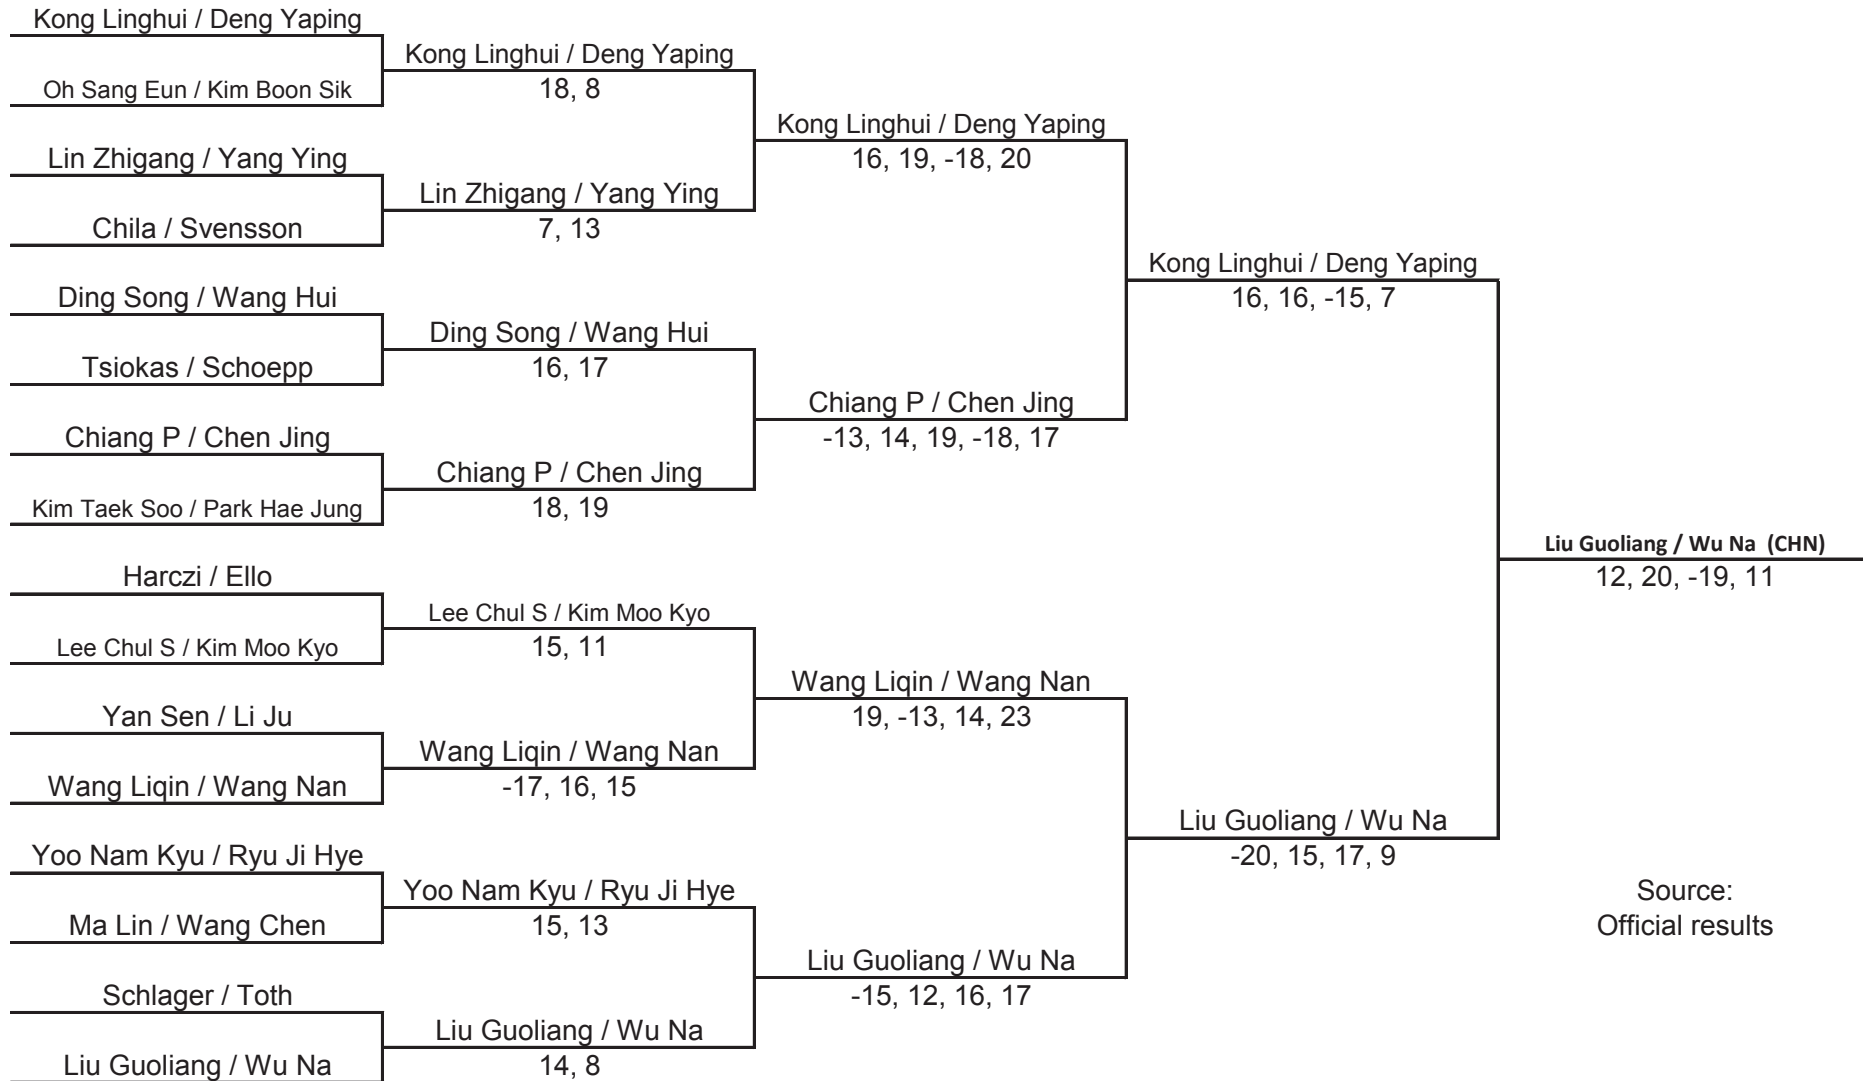 Kong Linghui / Deng Yaping
Oh Sang Eun / Kim Boon Sik
Lin Zhigang / Yang Ying
Chila / Svensson
Ding Song / Wang Hui
Tsiokas / Schoepp
Chiang P / Chen Jing
Kim Taek Soo / Park Hae Jung
Harczi / Ello
Lee Chul S / Kim Moo Kyo
Yan Sen / Li Ju
Wang Liqin / Wang Nan
Yoo Nam Kyu / Ryu Ji Hye
Ma Lin / Wang Chen
Schlager / Toth
Liu Guoliang / Wu Na
Kong Linghui / Deng Yaping
18, 8
Lin Zhigang / Yang Ying
7, 13
Ding Song / Wang Hui
16, 17
Chiang P / Chen Jing
18, 19
Lee Chul S / Kim Moo Kyo
15, 11
Wang Liqin / Wang Nan
-17, 16, 15
Yoo Nam Kyu / Ryu Ji Hye
15, 13
Liu Guoliang / Wu Na
14, 8
Kong Linghui / Deng Yaping
16, 19, -18, 20
Chiang P / Chen Jing
-13, 14, 19, -18, 17
Wang Liqin / Wang Nan
19, -13, 14, 23
Liu Guoliang / Wu Na
-15, 12, 16, 17
Kong Linghui / Deng Yaping
16, 16, -15, 7
Liu Guoliang / Wu Na
-20, 15, 17, 9
Liu Guoliang / Wu Na (CHN)
12, 20, -19, 11
Source:
Official results